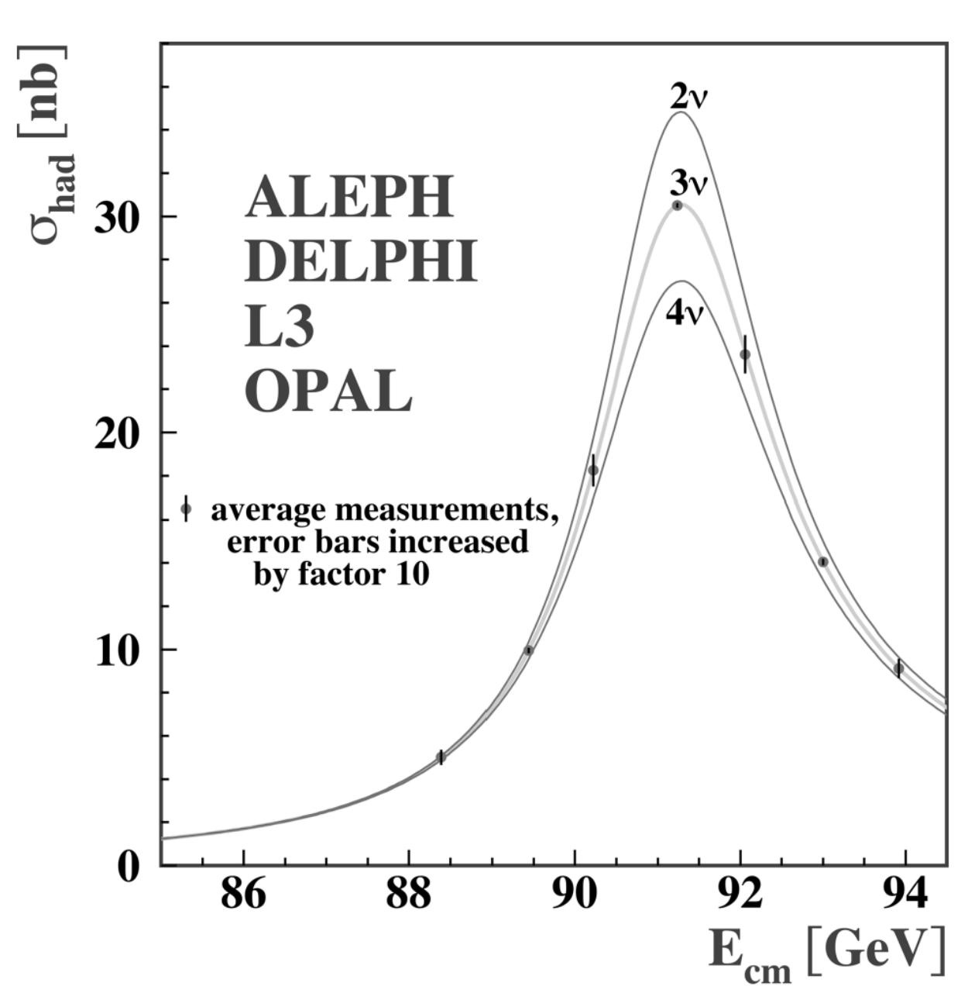 σhad [nb]
30
20
10
0
2ν
3ν
4ν
ALEPH
DELPHI
L3
OPAL
average measurements,
error bars increased
by factor 10
86 88 90 92 94
Ecm [GeV]